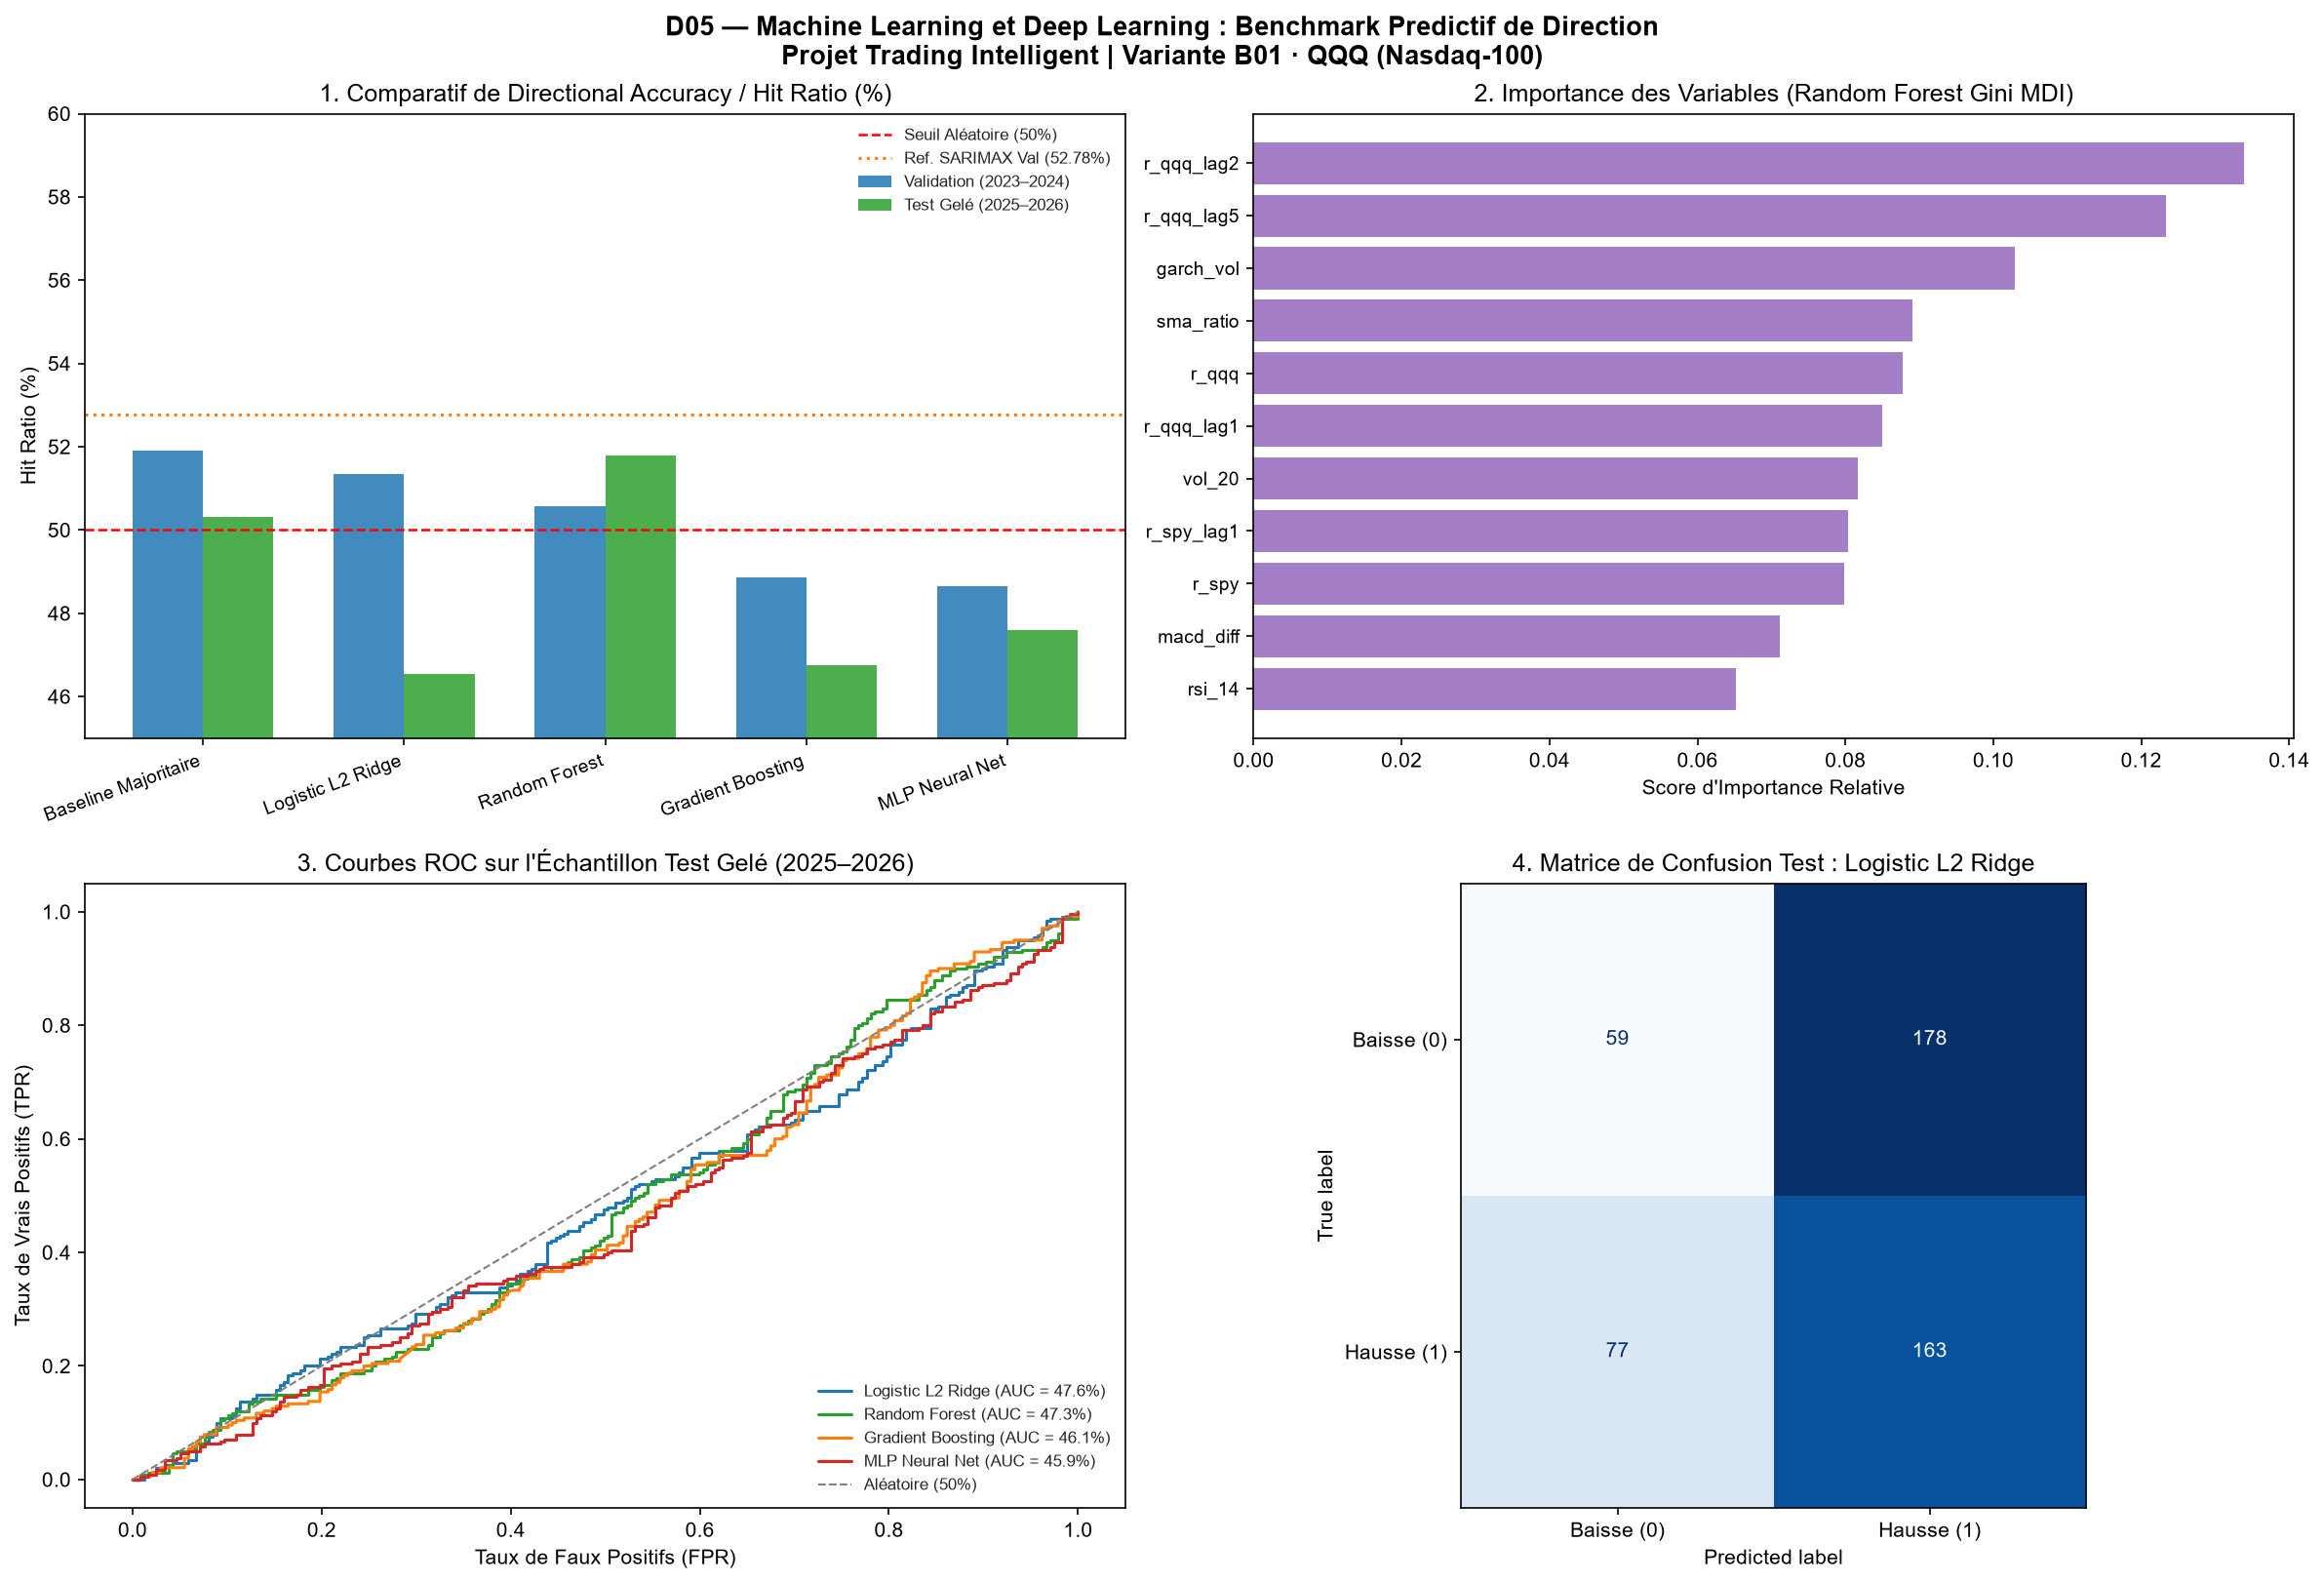 D05 — Machine Learning et Deep Learning : Benchmark Predictif de Direction
Projet Trading Intelligent | Variante B01 · QQQ (Nasdaq-100)
1. Comparatif de Directional Accuracy / Hit Ratio (%)
Hit Ratio (%)
60
58
56
54
52
50
48
46
Seuil Aléatoire (50%)
Ref. SARIMAX Val (52.78%)
Validation (2023–2024)
Test Gelé (2025–2026)
Baseline Majoritaire
Logistic L2 Ridge
Random Forest
Gradient Boosting
MLP Neural Net
2. Importance des Variables (Random Forest Gini MDI)
r_qqq_lag2
r_qqq_lag5
garch_vol
sma_ratio
r_qqq
r_qqq_lag1
vol_20
r_spy_lag1
r_spy
macd_diff
rsi_14
0.00 0.02 0.04 0.06 0.08 0.10 0.12 0.14
Score d'Importance Relative
3. Courbes ROC sur l'Échantillon Test Gelé (2025–2026)
Taux de Vrais Positifs (TPR)
1.0
0.8
0.6
0.4
0.2
0.0
Logistic L2 Ridge (AUC = 47.6%)
Random Forest (AUC = 47.3%)
Gradient Boosting (AUC = 46.1%)
MLP Neural Net (AUC = 45.9%)
Aléatoire (50%)
0.0 0.2 0.4 0.6 0.8 1.0
Taux de Faux Positifs (FPR)
4. Matrice de Confusion Test : Logistic L2 Ridge
True label
Baisse (0)
59 178
Hausse (1)
77 163
Baisse (0) Hausse (1)
Predicted label